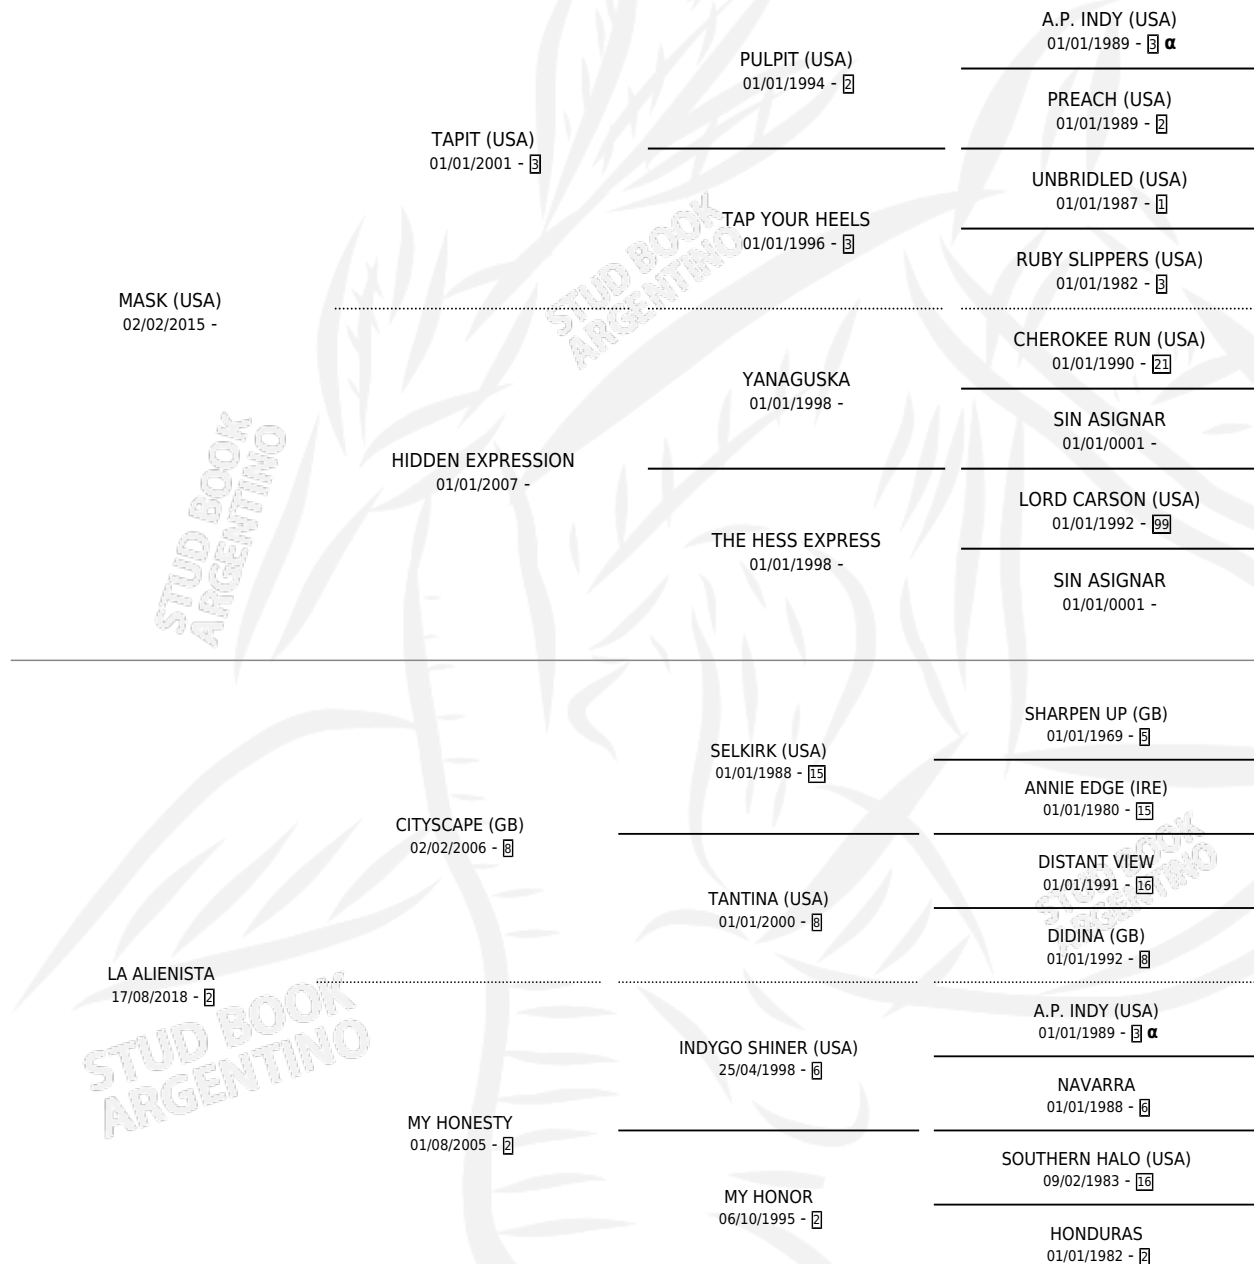 A.P. INDY (USA)
01/01/1989 - 3 α
PULPIT (USA)
01/01/1994 - 2
PREACH (USA)
01/01/1989 - 2
TAPIT (USA)
01/01/2001 - 3
UNBRIDLED (USA)
01/01/1987 - 1
TAP YOUR HEELS
01/01/1996 - 3
RUBY SLIPPERS (USA)
01/01/1982 - 3
MASK (USA)
02/02/2015 -
STUD BOOK
ARGENTINO
CHEROKEE RUN (USA)
01/01/1990 - 21
YANAGUSKA
01/01/1998 -
SIN ASIGNAR
01/01/0001 -
HIDDEN EXPRESSION
01/01/2007 -
LORD CARSON (USA)
01/01/1992 - 99
STUD BOOK
ARGENTINO
THE HESS EXPRESS
01/01/1998 -
SIN ASIGNAR
01/01/0001 -
SHARPEN UP (GB)
01/01/1969 - 5
SELKIRK (USA)
01/01/1988 - 15
ANNIE EDGE (IRE)
01/01/1980 - 15
CITYSCAPE (GB)
02/02/2006 - 8
DISTANT VIEW
01/01/1991 - 16
STUD BOOK
ARGENTINO
TANTINA (USA)
01/01/2000 - 8
DIDINA (GB)
01/01/1992 - 8
LA ALIENISTA
17/08/2018 - 2
STUD BOOK
ARGENTINO
A.P. INDY (USA)
01/01/1989 - 3 α
INDYGO SHINER (USA)
25/04/1998 - 6
NAVARRA
01/01/1988 - 6
MY HONESTY
01/08/2005 - 2
SOUTHERN HALO (USA)
09/02/1983 - 16
MY HONOR
06/10/1995 - 2
HONDURAS
01/01/1982 - 2